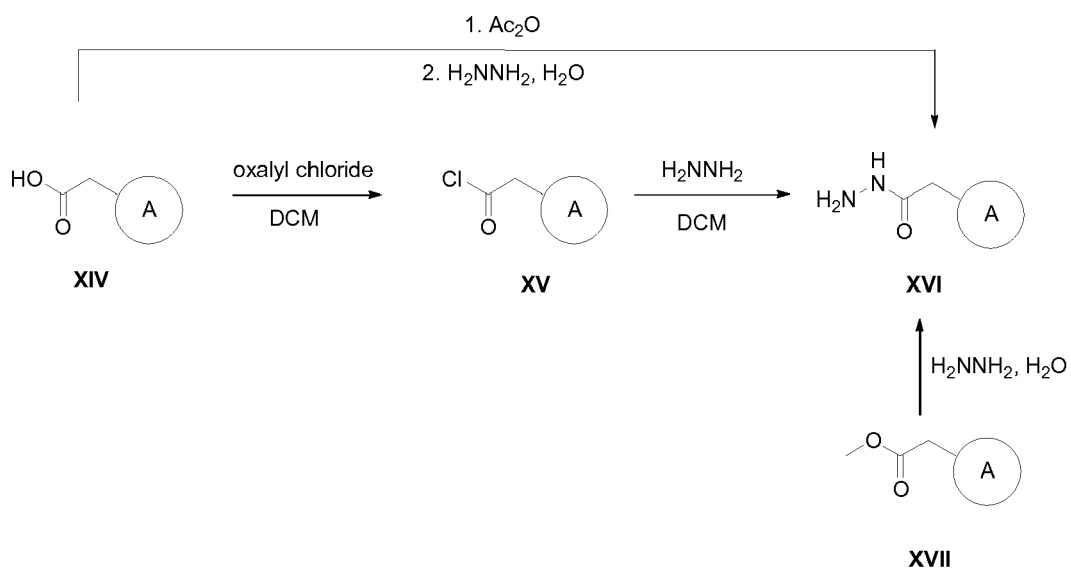 1. Ac2O
2. H2NNH2, H2O
HO
O
A
XIV
oxalyl chloride
DCM
Cl
O
A
XV
H2NNH2
DCM
H
N
H2N
O
A
XVI
H2NNH2, H2O
O
O
A
XVII